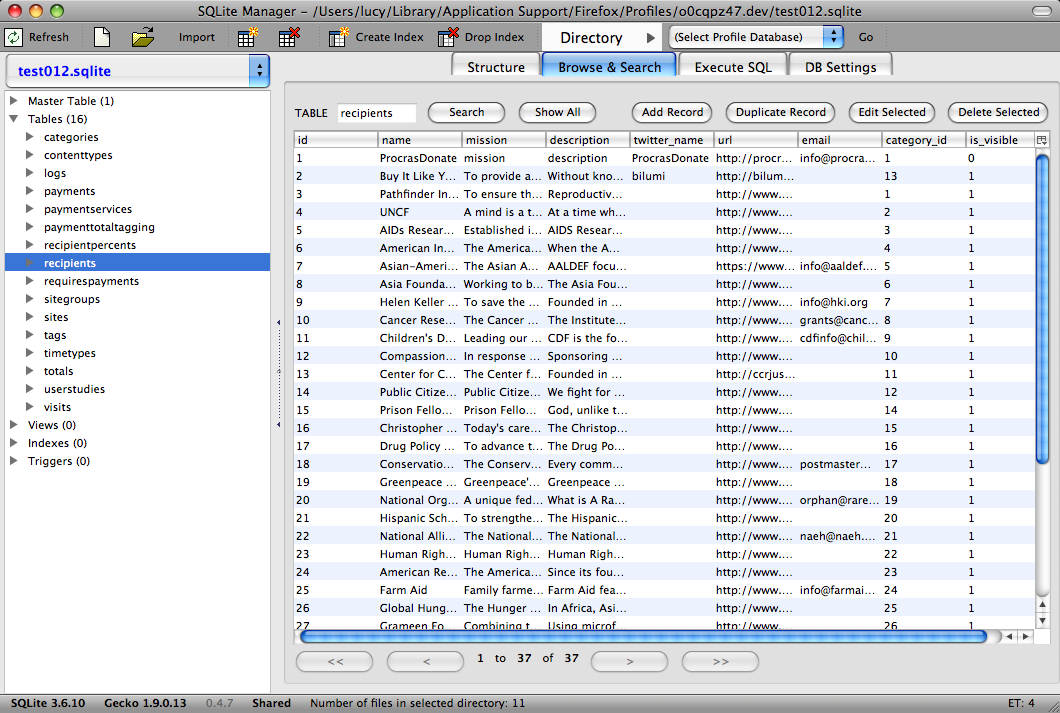 SQLite Manager - /Users/lucy/Library/Application Support/Firefox/Profiles/o0cqpz47.dev/test012.sqlite
Refresh Import Create Index Drop Index Directory (Select Profile Database) Go
test012.sqlite
Master Table (1)
Tables (16)
categories
contenttypes
logs
payments
paymentservices
paymenttotaltagging
recipientpercents
recipients
requirespayments
sitegroups
sites
tags
timetypes
totals
userstudies
visits
Views (0)
Indexes (0)
Triggers (0)
Structure Browse & Search Execute SQL DB Settings
TABLE recipients Search Show All Add Record Duplicate Record Edit Selected Delete Selected
id name mission description twitter_name url email category_id is_visible
1 ProcrasDonate mission description ProcrasDonate http://procr... info@procra... 1 0
2 Buy It Like Y... To provide a... Without kno... bilumi http://bilum... 13 1
3 Pathfinder In... To ensure th... Reproductiv... http://www.... 1 1
4 UNCF A mind is a t... At a time wh... http://www.... 2 1
5 AIDs Resear... Established i... AIDS Resear... http://www.... 3 1
6 American In... The America... When the A... http://www.... 4 1
7 Asian-Ameri... The Asian A... AALDEF focu... https://www... info@aaldef.... 5 1
8 Asia Founda... Working to b... The Asia Fou... http://www.... 6 1
9 Helen Keller ... To save the ... Founded in ... http://www.... info@hki.org 7 1
10 Cancer Rese... The Cancer ... The Institute... http://www.... grants@canc... 8 1
11 Children's D... Leading our ... CDF is the fo... http://www.... cdfinfo@chil... 9 1
12 Compassion... In response ... Sponsoring ... http://www.... 10 1
13 Center for C... The Center f... Founded in ... http://ccrjus... 11 1
14 Public Citize... Public Citize... We fight for ... http://www.... 12 1
15 Prison Fello... Prison Fello... God, unlike t... http://www.... 14 1
16 Christopher ... Today's care... The Christop... http://www.... 15 1
17 Drug Policy ... To advance t... The Drug Po... http://www.... 16 1
18 Conservatio... The Conserv... Every comm... http://www.... postmaster... 17 1
19 Greenpeace ... Greenpeace'... Greenpeace ... http://www.... 18 1
20 National Org... A unique fed... What is A Ra... http://www.... orphan@rare... 19 1
21 Hispanic Sch... To strengthe... The Hispanic... http://www.... 20 1
22 National Alli... The National... The National... http://www.... naeh@naeh.... 21 1
23 Human Righ... Human Righ... Human Righ... http://www.... 22 1
24 American Re... The America... Since its fou... http://www.... 23 1
25 Farm Aid Family farme... Farm Aid fea... http://www.... info@farmai... 24 1
26 Global Hung... The Hunger ... In Africa, Asi... http://www.... 25 1
27 Grameen Fo... Combining t... Using microf... http://www.... 26 1
<< < 1 to 37 of 37 > >>
SQLite 3.6.10 Gecko 1.9.0.13 0.4.7 Shared Number of files in selected directory: 11 ET: 4